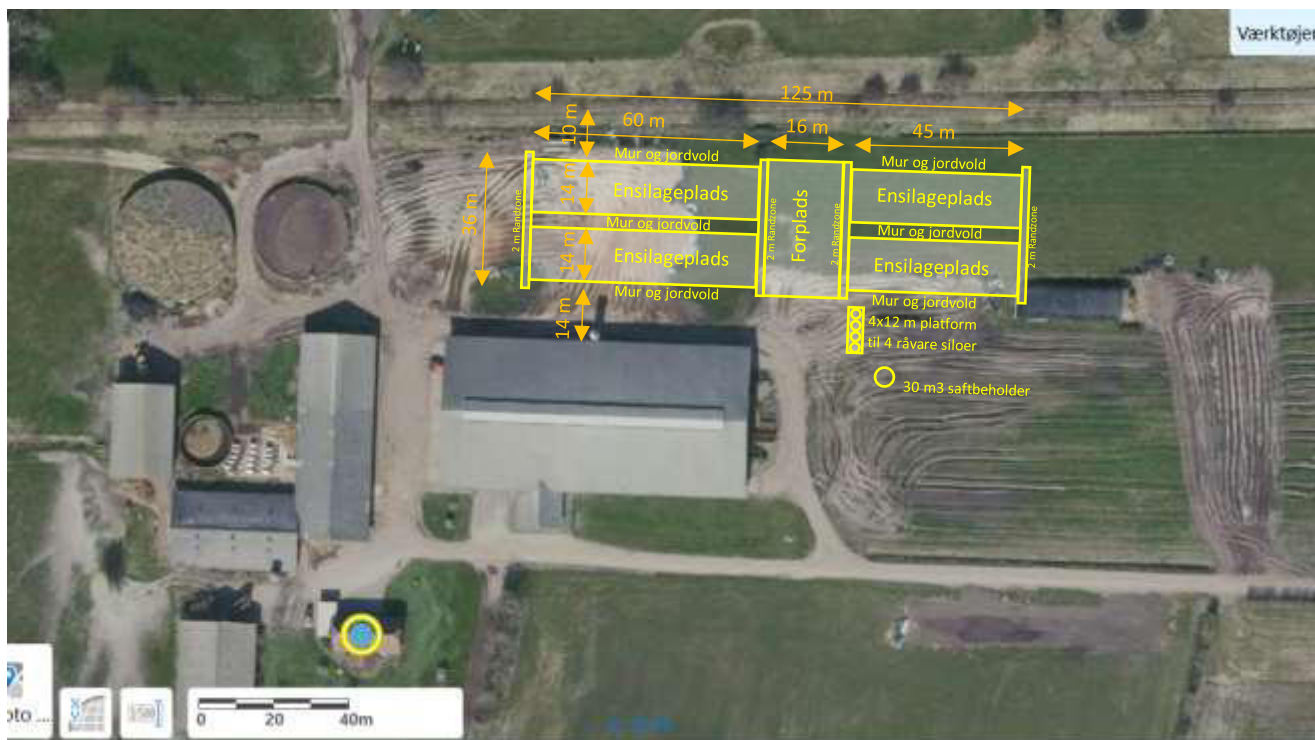 Værktøjer
125 m
10 m
60 m
16 m
45 m
Mur og jordvold
Mur og jordvold
36 m
2 m Randzone
14 m
Ensilageplads
2 m Randzone
Forplads
2 m Randzone
Ensilageplads
2 m Randzone
Mur og jordvold
Mur og jordvold
14 m
Ensilageplads
Ensilageplads
Mur og jordvold
Mur og jordvold
14 m
4x12 m platform
til 4 råvare siloer
30 m3 saftbeholder
oto ...
0 20 40m